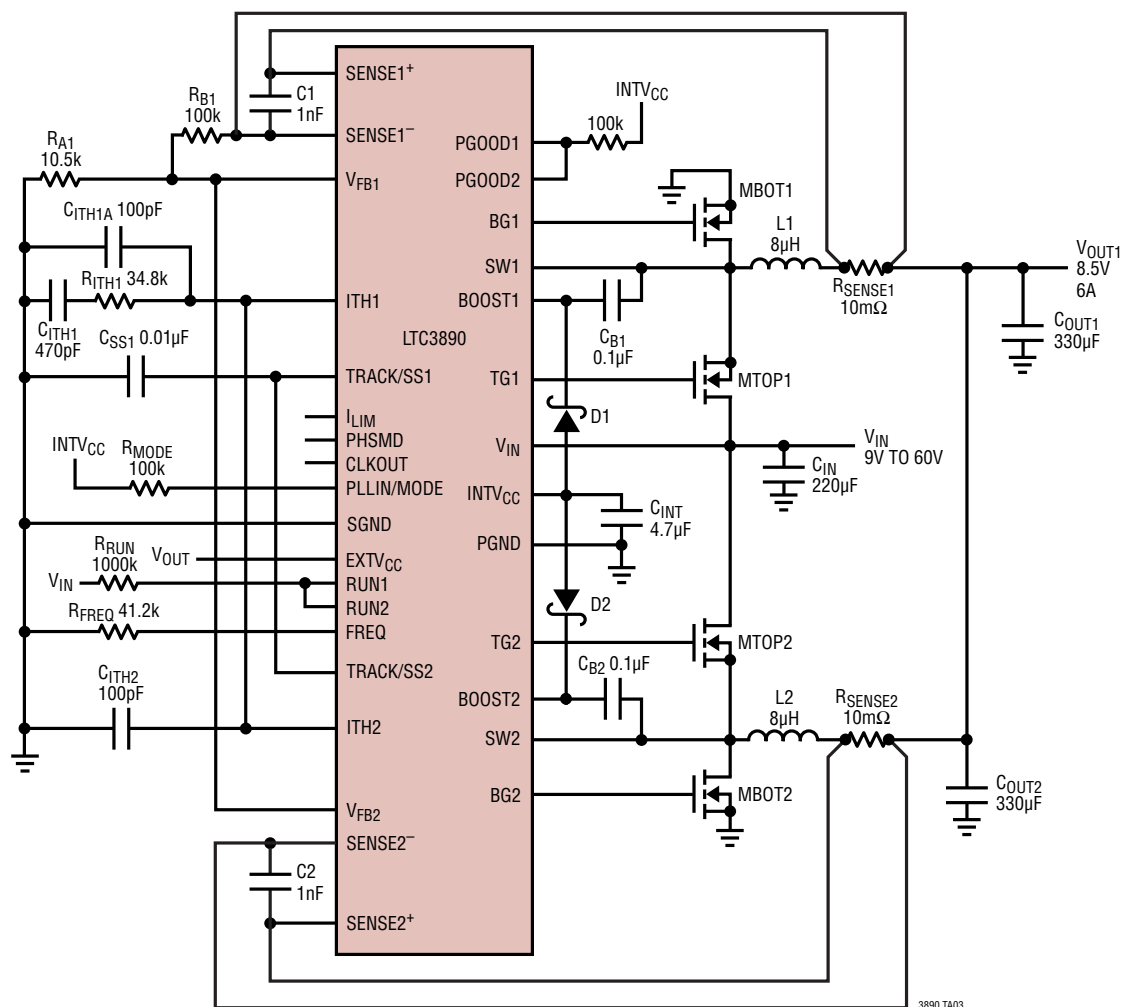 SENSE1+
C1
1nF
RB1
100k
SENSE1–
RA1
10.5k
VFB1
CITH1A 100pF
RITH1 34.8k
ITH1
CITH1
470pF
CSS1 0.01µF
TRACK/SS1
ILIM
PHSMD
CLKOUT
INTVCC
RMODE
100k
PLLIN/MODE
SGND
VOUT
EXTVCC
RRUN
1000k
VIN
RUN1
RUN2
RFREQ 41.2k
FREQ
TRACK/SS2
CITH2
100pF
ITH2
VFB2
SENSE2–
C2
1nF
SENSE2+
LTC3890
PGOOD1
PGOOD2
BG1
SW1
BOOST1
TG1
VIN
INTVCC
PGND
TG2
BOOST2
SW2
BG2
INTVCC
100k
MBOT1
L1
8µH
RSENSE1
10mΩ
VOUT1
8.5V
6A
COUT1
330µF
CB1
0.1µF
MTOP1
D1
VIN
9V TO 60V
CIN
220µF
CINT
4.7µF
D2
MTOP2
CB2 0.1µF
L2
8µH
RSENSE2
10mΩ
MBOT2
COUT2
330µF
3890 TA03